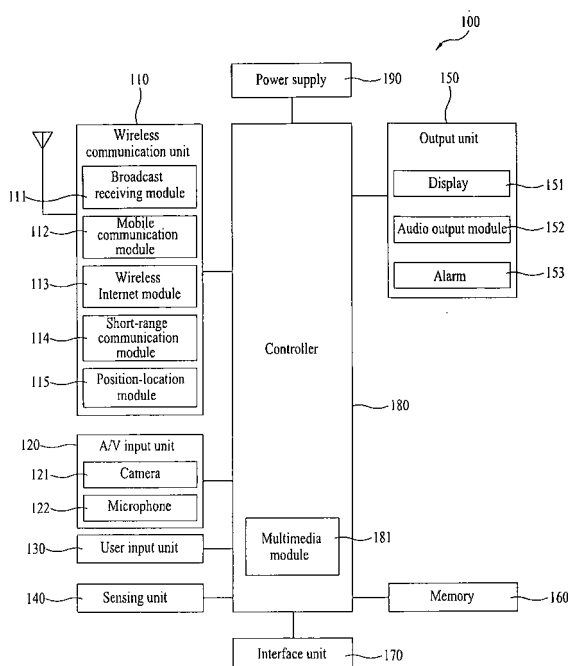 100
Power supply
190
110
Wireless
communication unit
Broadcast
receiving module
111
Mobile
communication
module
112
Wireless
Internet module
113
Short-range
communication
module
114
Position-location
module
115
120
A/V input unit
121
Camera
122
Microphone
130
User input unit
140
Sensing unit
Controller
180
Multimedia
module
181
150
Output unit
Display
151
Audio output module
152
Alarm
153
Memory
160
Interface unit
170